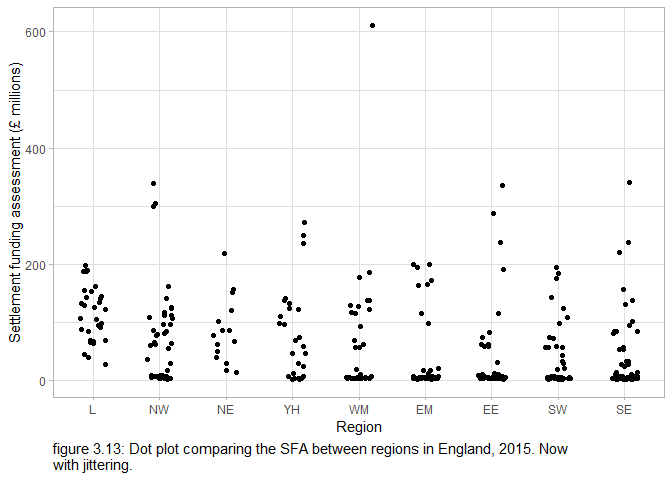 Settlement funding assessment (£ millions)
600
400
200
0
L NW NE YH WM EM EE SW SE
Region
figure 3.13: Dot plot comparing the SFA between regions in England, 2015. Now
with jittering.